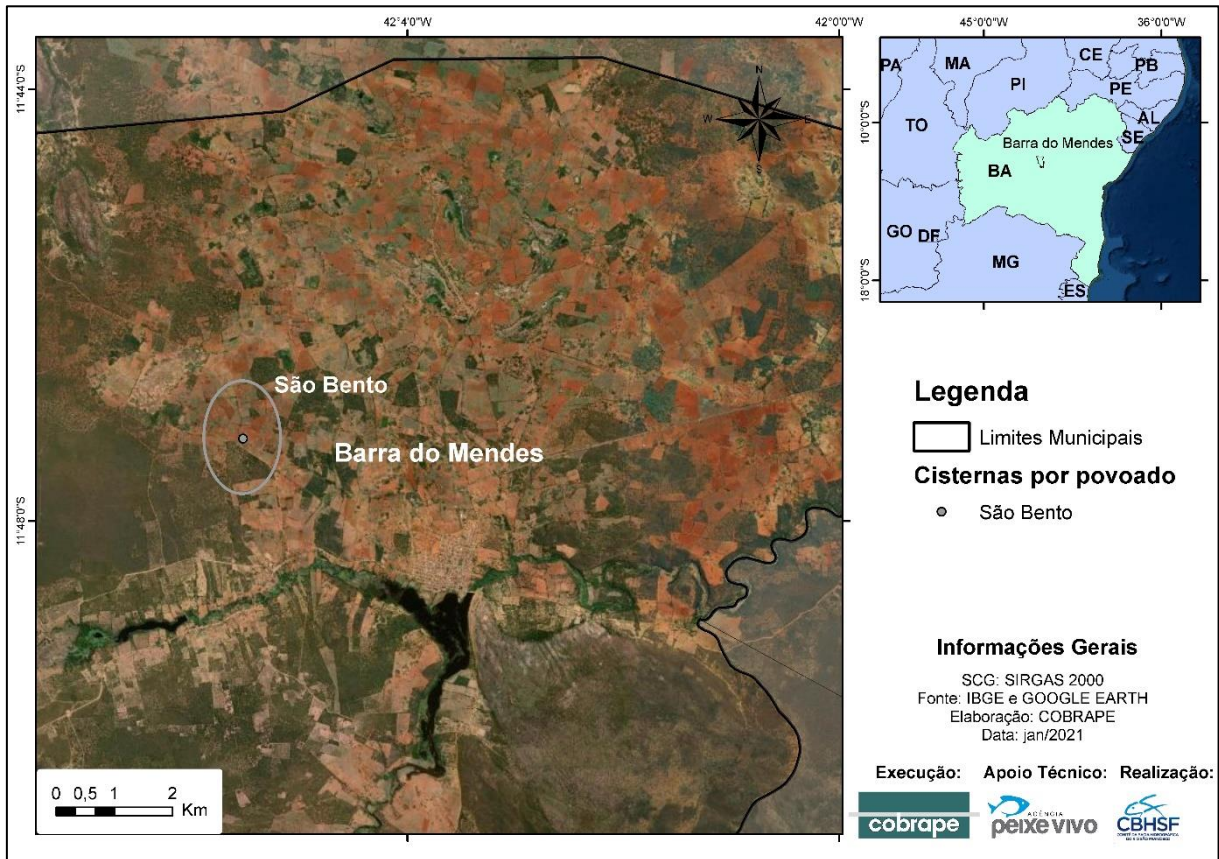 42°4'0"W
42°0'0"W
45°0'0"W
36°0'0"W
11°44'0"S
11°48'0"S
N
W
S
São Bento
Barra do Mendes
0 0,5 1 2
Km
10°0'0"S
18°0'0"S
PA
MA
CE
PB
PI
PE
TO
AL
SE
Barra do Mendes
BA
GO
DF
MG
ES
Legenda
Limites Municipais
Cisternas por povoado
São Bento
Informações Gerais
SCG: SIRGAS 2000
Fonte: IBGE e GOOGLE EARTH
Elaboração: COBRAPE
Data: jan/2021
Execução: Apoio Técnico: Realização:
cobrape
AGÊNCIA
peixe vivo
CBHSF